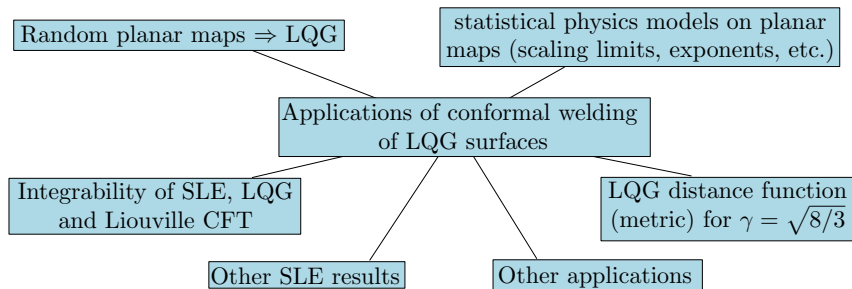 Random planar maps ⇒ LQG
statistical physics models on planar
maps (scaling limits, exponents, etc.)
Applications of conformal welding
of LQG surfaces
Integrability of SLE, LQG
and Liouville CFT
LQG distance function
(metric) for γ = √8/3
Other SLE results
Other applications